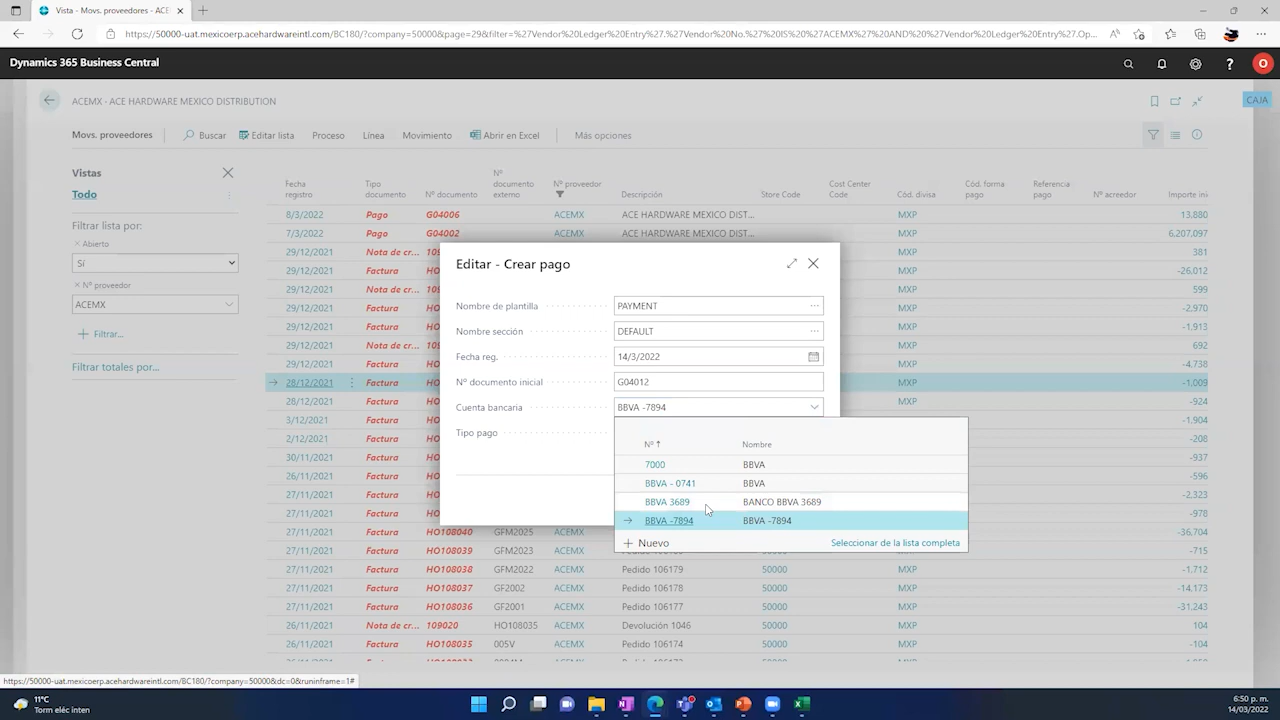 Vista - Movs. proveedores - ACE
https://50000-uat.mexicoerp.acehardwareintl.com/BC180/?company=50000&page=29&filter=%27Vendor%20Ledger%20Entry%27.%27Vendor%20No.%27%20IS%20%27ACEMX%27%20AND%20%27Vendor%20Ledger%20Entry%27.Op...
Dynamics 365 Business Central
ACEMX - ACE HARDWARE MEXICO DISTRIBUTION
CAJA
Movs. proveedores Buscar Editar lista Proceso Línea Movimiento Abrir en Excel Más opciones
Vistas
Todo
Filtrar lista por:
× Abierto
Sí
× Nº proveedor
ACEMX
Filtrar...
Filtrar totales por...
Fecha registro Tipo documento Nº documento Nº documento externo Nº proveedor Descripción Store Code Cost Center Code Cód. divisa Cód. forma pago Referencia pago Nº acreedor Importe ini
8/3/2022 Pago G04006 ACEMX ACE HARDWARE MEXICO DIST... MXP 13,880
7/3/2022 Pago G04002 ACEMX ACE HARDWARE MEXICO DIST... MXP 6,207,097
29/12/2021 Nota de cr... 381
29/12/2021 Factura -26,012
29/12/2021 Nota de cr... 599
29/12/2021 Factura -2,970
29/12/2021 Factura -1,913
29/12/2021 Nota de cr... 692
29/12/2021 Factura -4,738
28/12/2021 Factura -1,009
28/12/2021 Factura -924
3/12/2021 Factura -1,904
2/12/2021 Factura -208
30/11/2021 Factura -937
26/11/2021 Factura -596
27/11/2021 Factura -2,323
27/11/2021 Factura -978
27/11/2021 Factura HO108040 GFM2025 -36,704
27/11/2021 Factura HO108039 GFM2023 -715
27/11/2021 Factura HO108038 GFM2022 ACEMX Pedido 106179 50000 MXP -1,712
27/11/2021 Factura HO108037 GF2002 ACEMX Pedido 106178 50000 MXP -14,173
27/11/2021 Factura HO108036 GF2001 ACEMX Pedido 106177 50000 MXP -31,243
26/11/2021 Nota de cr... 109020 HO108035 ACEMX Devolución 1046 50000 MXP 104
26/11/2021 Factura HO108035 005V ACEMX Pedido 106174 50000 MXP -104
Editar - Crear pago
Nombre de plantilla PAYMENT
Nombre sección DEFAULT
Fecha reg. 14/3/2022
Nº documento inicial G04012
Cuenta bancaria BBVA -7894
Tipo pago
Nº ↑ Nombre
7000 BBVA
BBVA - 0741 BBVA
BBVA 3689 BANCO BBVA 3689
BBVA -7894 BBVA -7894
Nuevo Seleccionar de la lista completa
https://50000-uat.mexicoerp.acehardwareintl.com/BC180/?company=50000&dc=0&runinframe=1#
11°C
Torm eléc inten
6:50 p. m.
14/03/2022